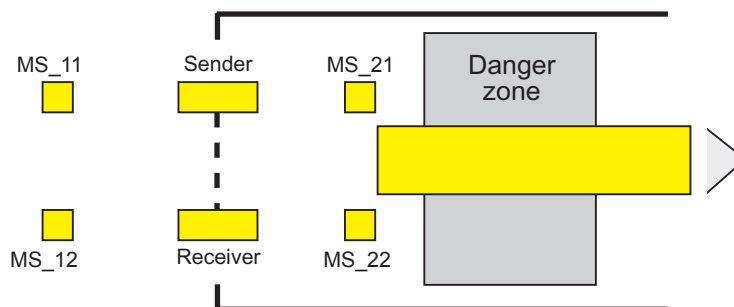 MS_11
Sender
MS_21
Danger
zone
MS_12
Receiver
MS_22